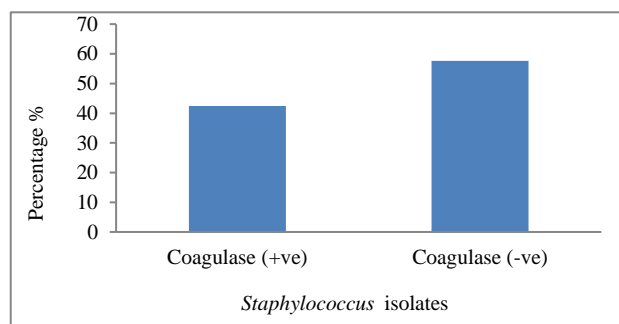 70
60
50
40
30
20
10
0
Percentage %
Coagulase (+ve) Coagulase (-ve)
Staphylococcus isolates